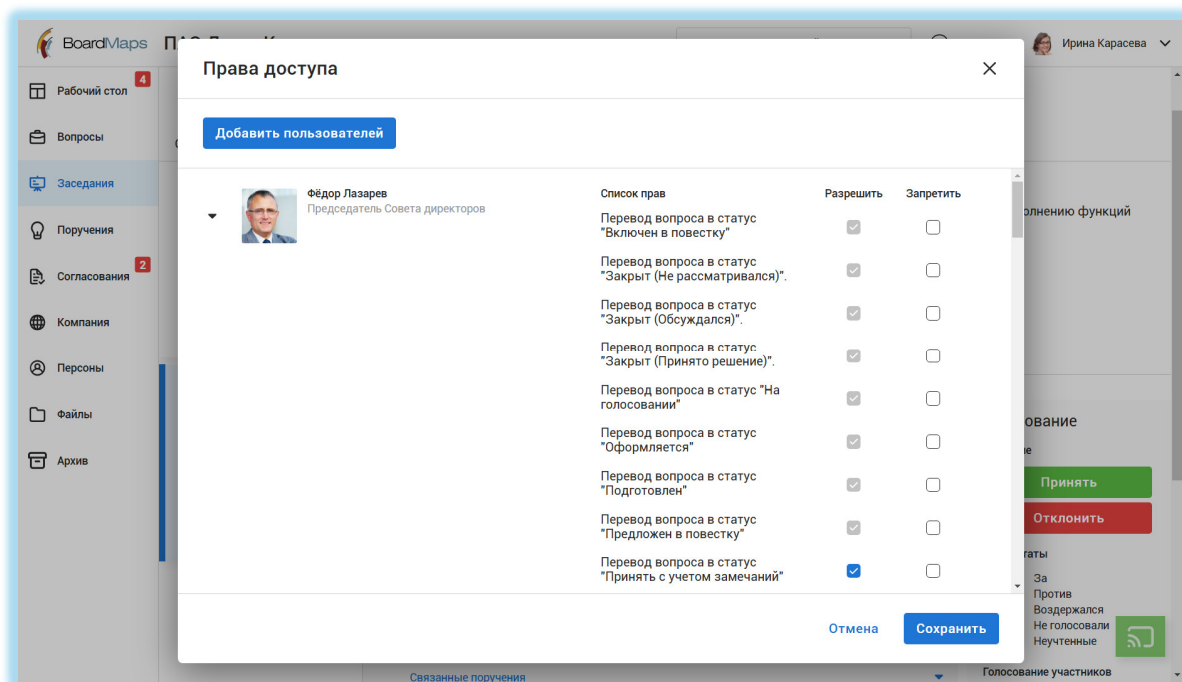 BoardMaps
Ирина Карасева
Права доступа
Рабочий стол
4
Вопросы
Заседания
Поручения
Согласования
2
Компания
Персоны
Файлы
Архив
Добавить пользователей
Фёдор Лазарев
Председатель Совета директоров
Список прав
Разрешить
Запретить
Перевод вопроса в статус
"Включен в повестку"
Перевод вопроса в статус
"Закрыт (Не рассматривался)".
Перевод вопроса в статус
"Закрыт (Обсуждался)".
Перевод вопроса в статус
"Закрыт (Принято решение)".
Перевод вопроса в статус "На
голосовании"
Перевод вопроса в статус
"Оформляется"
Перевод вопроса в статус
"Подготовлен"
Перевод вопроса в статус
"Предложен в повестку"
Перевод вопроса в статус
"Принять с учетом замечаний"
Отмена
Сохранить
функций
Принять
Отклонить
За
Против
Воздержался
Не голосовали
Неучтенные
Голосование участников
Связанные поручения